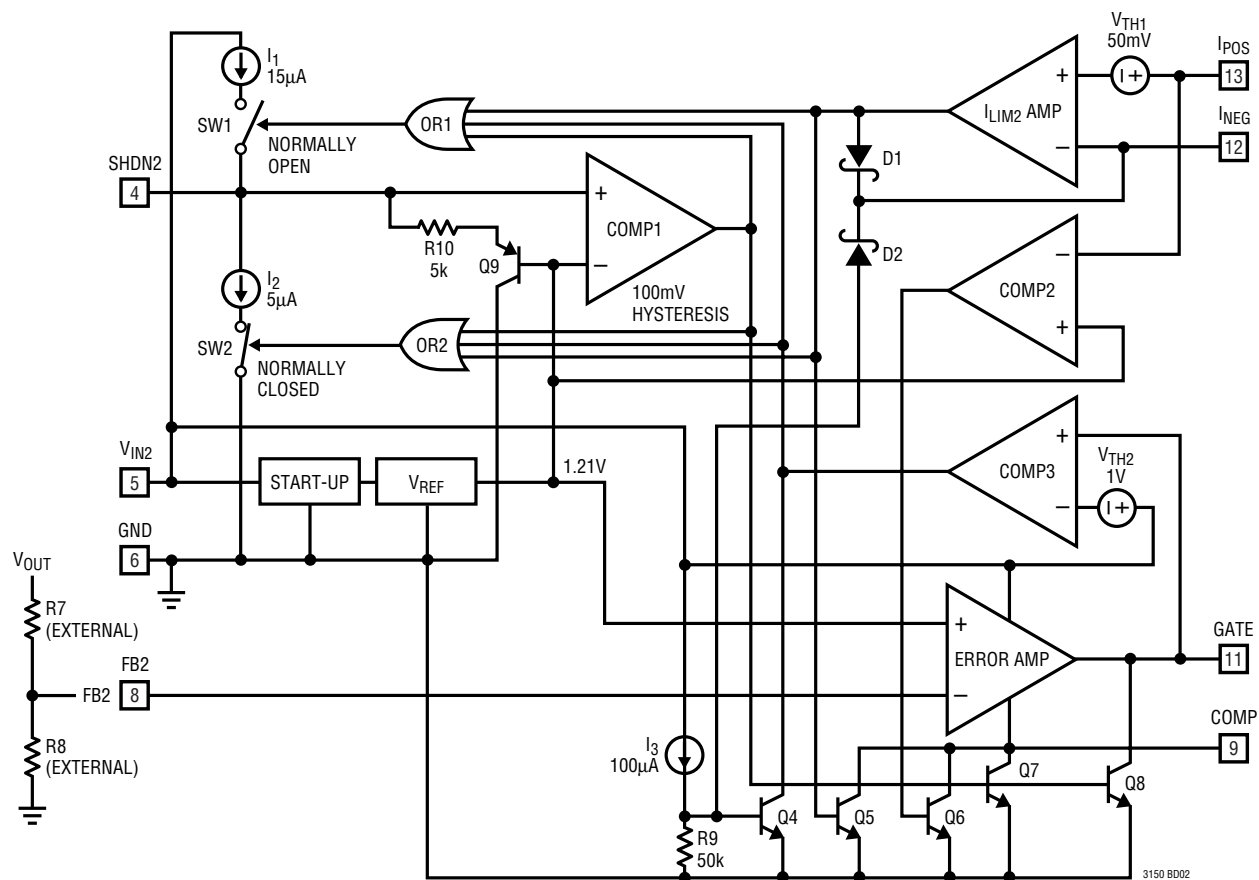 I1
15µA
SW1
NORMALLY
OPEN
OR1
VTH1
50mV
IPOS
13
+
I+
ILIM2 AMP
−
INEG
12
SHDN2
4
D1
+
COMP1
−
R10
5k
Q9
100mV
HYSTERESIS
D2
−
COMP2
+
I2
5µA
SW2
NORMALLY
CLOSED
OR2
VIN2
5
START-UP
VREF
1.21V
+
COMP3
−
VTH2
1V
I+
GND
6
VOUT
R7
(EXTERNAL)
FB2
FB2
8
R8
(EXTERNAL)
+
ERROR AMP
−
GATE
11
COMP
9
I3
100µA
R9
50k
Q4
Q5
Q6
Q7
Q8
3150 BD02